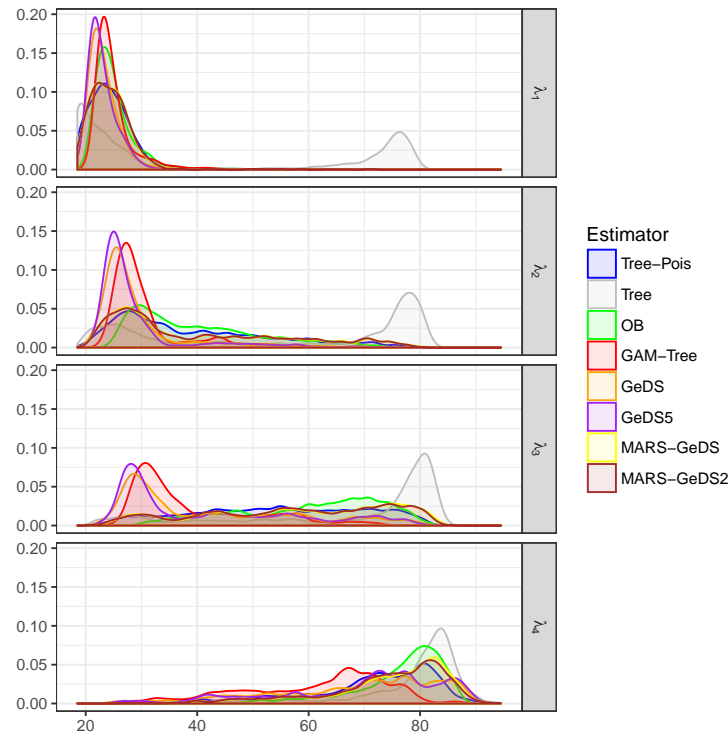 0.20
0.15
0.10
0.05
0.00
λ1
0.20
0.15
0.10
0.05
0.00
λ2
0.20
0.15
0.10
0.05
0.00
λ3
0.20
0.15
0.10
0.05
0.00
λ4
20 40 60 80
Estimator
Tree−Pois
Tree
OB
GAM−Tree
GeDS
GeDS5
MARS−GeDS
MARS−GeDS2